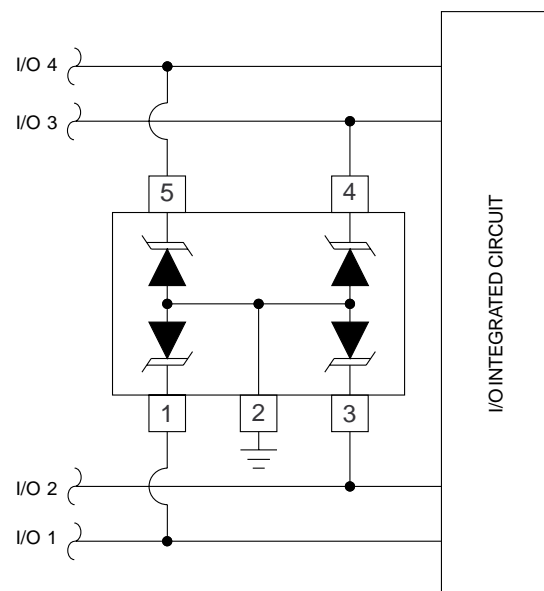 I/O 4
I/O 3
5
4
1
2
3
I/O 2
I/O 1
I/O INTEGRATED CIRCUIT